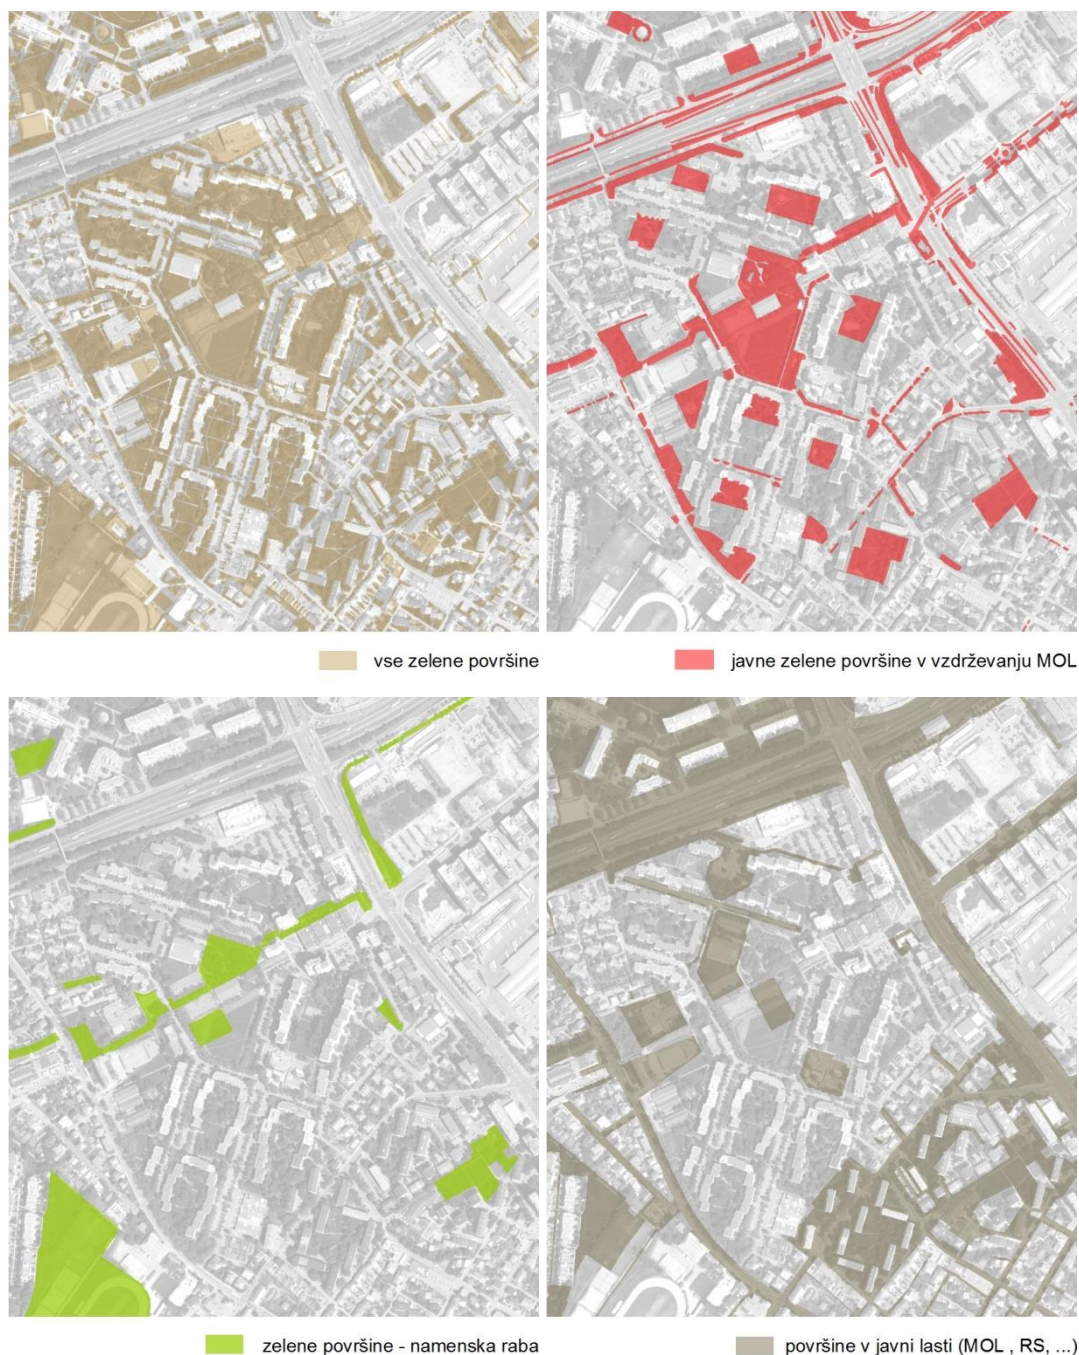 vse zelene površine
javne zelene površine v vzdrževanju MOL
zelene površine - namenska raba
površine v javni lasti (MOL , RS, ...)